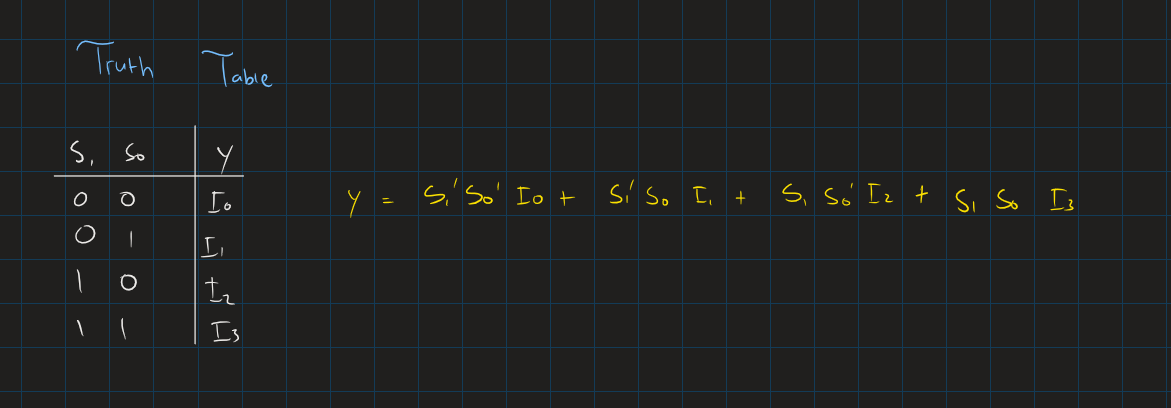 Truth Table
S₁ S₀ Y
0 0 I₀
Y = S₁'S₀' I₀ + S₁' S₀ I₁ + S₁ S₀' I₂ + S₁ S₀ I₃
0 1 I₁
1 0 I₂
1 1 I₃